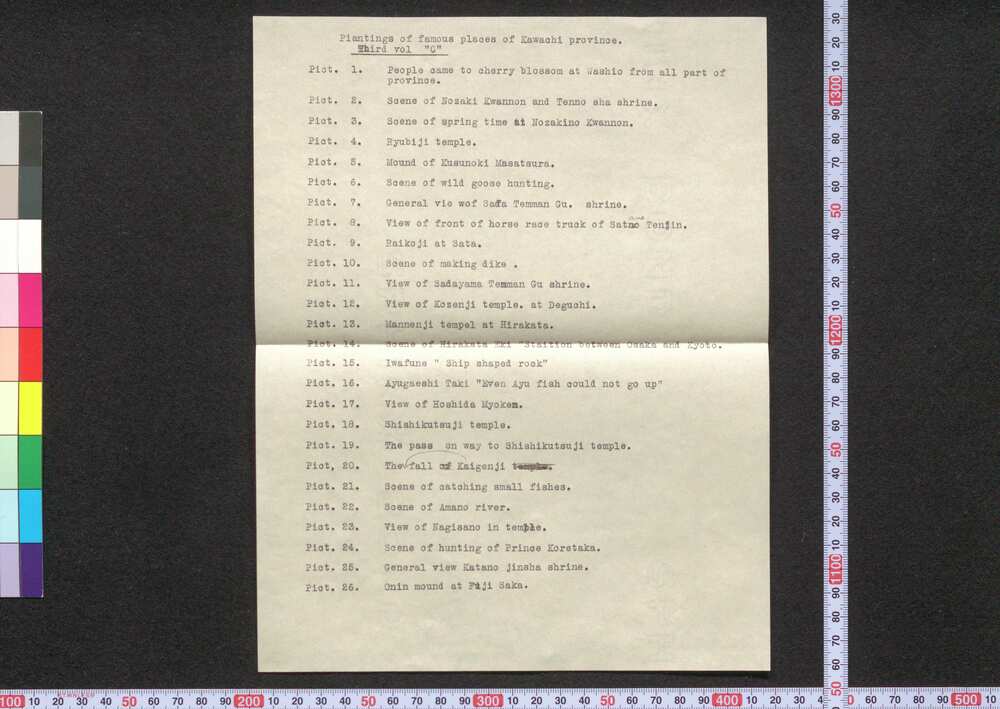 Piantings of famous places of Kawachi province.
Third vol "C"
Pict. 1. People came to cherry blossom at Washio from all part of
province.
Pict. 2. Scene of Nozaki Kwannon and Tenno sha shrine.
Pict. 3. Scene of spring time at Nozakino Kwannon.
Pict. 4. Ryubiji temple.
Pict. 5. Mound of Kusunoki Masatsura.
Pict. 6. Scene of wild goose hunting.
Pict. 7. General vie wof Sada Temman Gu. shrine.
Pict. 8. View of front of horse race truck of Tenjin.
Pict. 9. Raikoji at Sata.
Pict. 10. Scene of making dike .
Pict. 11. View of Sadayama Temman Gu shrine.
Pict. 12. View of Kozenji temple. at Deguchi.
Pict. 13. Mannenji tempel at Hirakata.
Pict. 14. Scene of Hirakata Eki "Staition between Osaka and Kyoto.
Pict. 15. Iwafune " Ship shaped rock"
Pict. 16. Ayugaeshi Taki "Even Ayu fish could not go up"
Pict. 17. View of Hoshida Myoken.
Pict. 18. Shishikutsuji temple.
Pict. 19. The pass on way to Shishikutsuji temple.
Pict, 20. The fall of Kaigenji temple.
Pict. 21. Scene of catching small fishes.
Pict. 22. Scene of Amano river.
Pict. 23. View of Nagisano in temple.
Pict. 24. Scene of hunting of Prince Koretaka.
Pict. 25. General view Katano jinsha shrine.
Pict. 26. Onin mound at Fuji Saka.